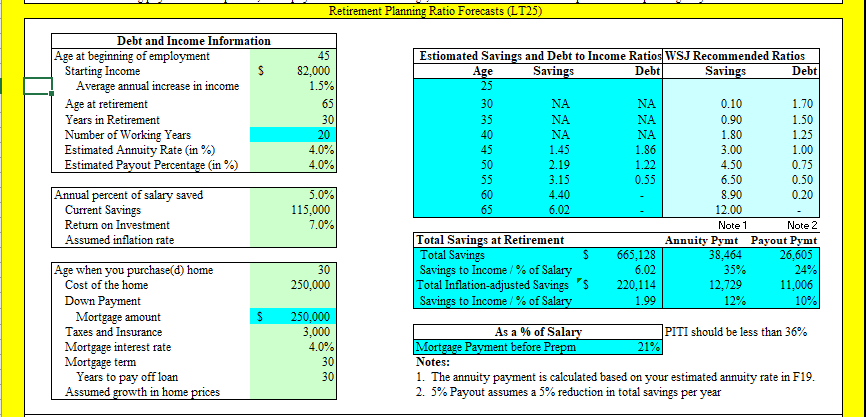 Retirement Planning Ratio Forecasts (LT25)
Debt and Income Information
Age at beginning of employment 45
Starting Income $ 82,000
Average annual increase in income 1.5%
Age at retirement 65
Years in Retirement 30
Number of Working Years 20
Estimated Annuity Rate (in %) 4.0%
Estimated Payout Percentage (in %) 4.0%
Annual percent of salary saved 5.0%
Current Savings 115,000
Return on Investment 7.0%
Assumed inflation rate
Age when you purchase(d) home 30
Cost of the home 250,000
Down Payment
Mortgage amount $ 250,000
Taxes and Insurance 3,000
Mortgage interest rate 4.0%
Mortgage term 30
Years to pay off loan 30
Assumed growth in home prices
Estiomated Savings and Debt to Income Ratios WSJ Recommended Ratios
Age Savings Debt Savings Debt
25
30 NA NA 0.10 1.70
35 NA NA 0.90 1.50
40 NA NA 1.80 1.25
45 1.45 1.86 3.00 1.00
50 2.19 1.22 4.50 0.75
55 3.15 0.55 6.50 0.50
60 4.40 - 8.90 0.20
65 6.02 - 12.00 -
Note 1 Note 2
Total Savings at Retirement Annuity Pymt Payout Pymt
Total Savings $ 665,128 38,464 26,605
Savings to Income / % of Salary 6.02 35% 24%
Total Inflation-adjusted Savings $ 220,114 12,729 11,006
Savings to Income / % of Salary 1.99 12% 10%
As a % of Salary PITI should be less than 36%
Mortgage Payment before Prepm 21%
Notes:
1. The annuity payment is calculated based on your estimated annuity rate in F19.
2. 5% Payout assumes a 5% reduction in total savings per year